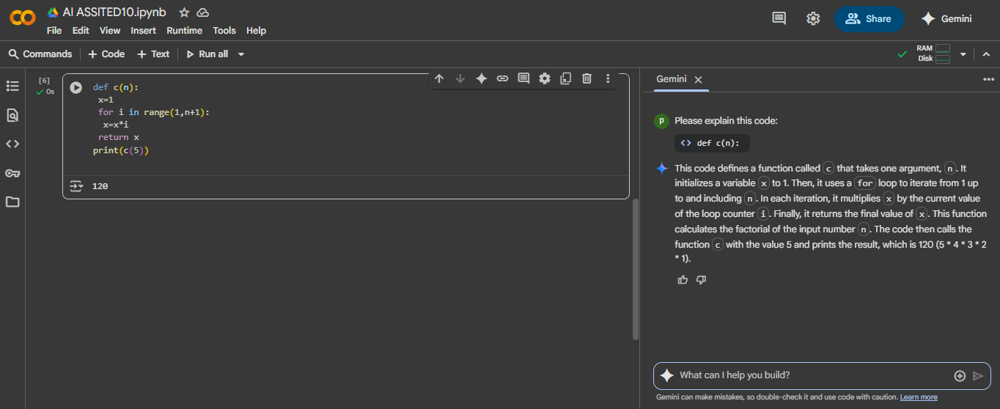 AI ASSITED10.ipynb
File Edit View Insert Runtime Tools Help
Share
Gemini
Commands + Code + Text Run all
RAM
Disk
[6]
0s
def c(n):
 x=1
 for i in range(1,n+1):
  x=x*i
 return x
print(c(5))
120
Gemini
P
Please explain this code:
<> def c(n):
This code defines a function called c that takes one argument, n. It
initializes a variable x to 1. Then, it uses a for loop to iterate from 1 up
to and including n. In each iteration, it multiplies x by the current value
of the loop counter i. Finally, it returns the final value of x. This function
calculates the factorial of the input number n. The code then calls the
function c with the value 5 and prints the result, which is 120 (5 * 4 * 3 * 2
* 1).
What can I help you build?
Gemini can make mistakes, so double-check it and use code with caution. Learn more